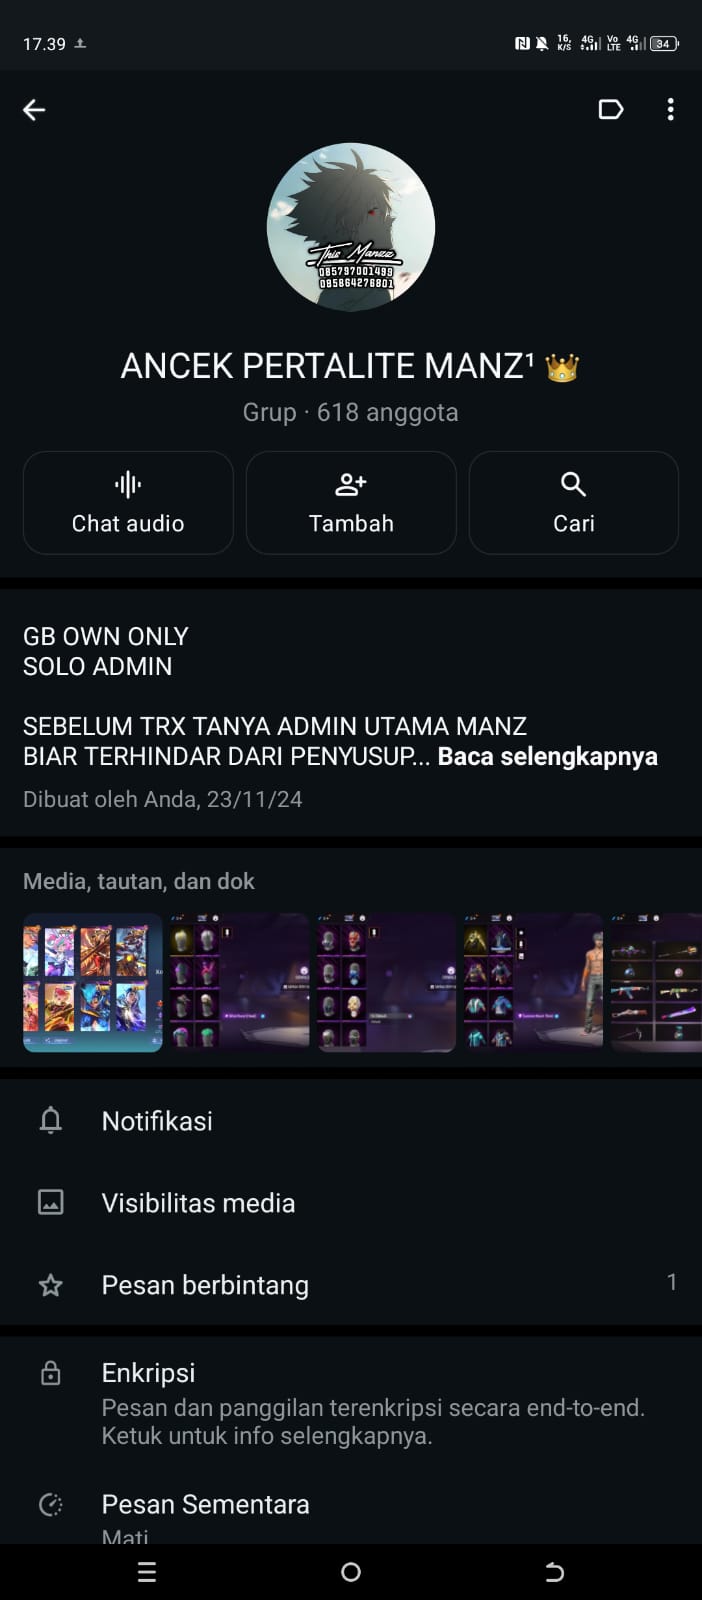 17.39
16,
K/S
4G
Vo
LTE
4G
34
This Manzz
085797001499
085864276801
ANCEK PERTALITE MANZ¹ 👑
Grup · 618 anggota
Chat audio
Tambah
Cari
GB OWN ONLY
SOLO ADMIN
SEBELUM TRX TANYA ADMIN UTAMA MANZ
BIAR TERHINDAR DARI PENYUSUP... Baca selengkapnya
Dibuat oleh Anda, 23/11/24
Media, tautan, dan dok
Notifikasi
Visibilitas media
Pesan berbintang
1
Enkripsi
Pesan dan panggilan terenkripsi secara end-to-end.
Ketuk untuk info selengkapnya.
Pesan Sementara
Mati